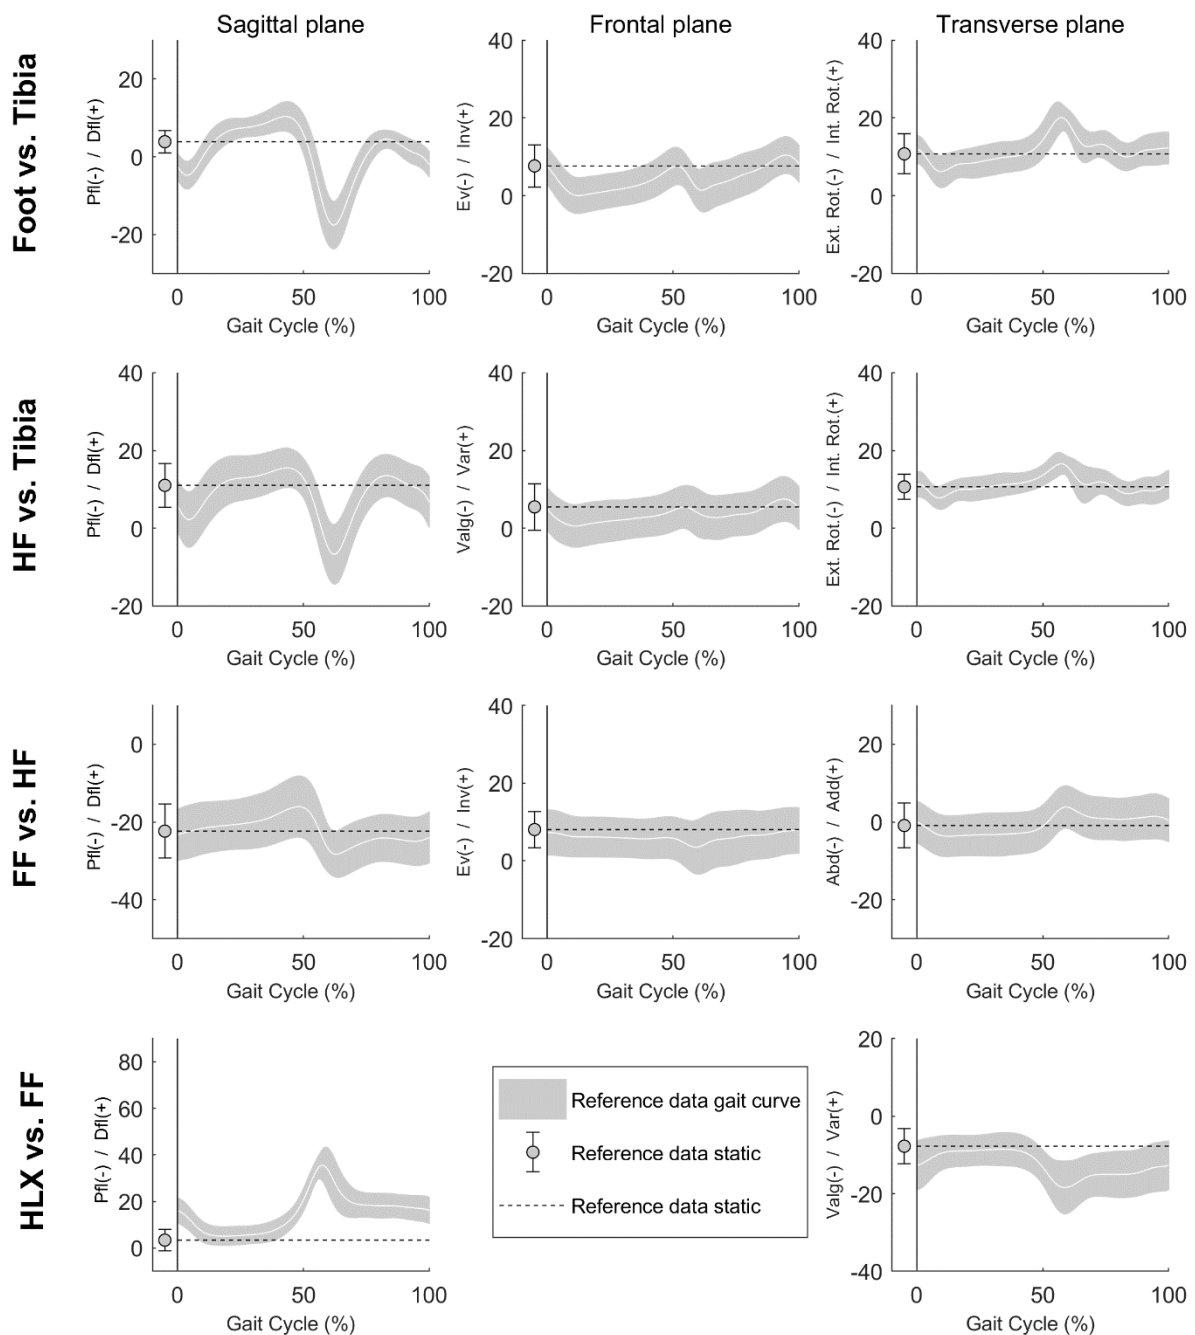 Sagittal plane
Frontal plane
Transverse plane
Foot vs. Tibia
Pfl(-) / Dfl(+)
20
0
-20
0
50
100
Gait Cycle (%)
Ev(-) / Inv(+)
40
20
0
-20
0
50
100
Gait Cycle (%)
Ext. Rot.(-) / Int. Rot.(+)
40
20
0
-20
0
50
100
Gait Cycle (%)
HF vs. Tibia
Pfl(-) / Dfl(+)
40
20
0
-20
0
50
100
Gait Cycle (%)
Valg(-) / Var(+)
40
20
0
-20
0
50
100
Gait Cycle (%)
Ext. Rot.(-) / Int. Rot.(+)
40
20
0
-20
0
50
100
Gait Cycle (%)
FF vs. HF
Pfl(-) / Dfl(+)
0
-20
-40
0
50
100
Gait Cycle (%)
Ev(-) / Inv(+)
40
20
0
-20
0
50
100
Gait Cycle (%)
Abd(-) / Add(+)
20
0
-20
0
50
100
Gait Cycle (%)
HLX vs. FF
Pfl(-) / Dfl(+)
80
60
40
20
0
0
50
100
Gait Cycle (%)
Reference data gait curve
Reference data static
Reference data static
Valg(-) / Var(+)
20
0
-20
-40
0
50
100
Gait Cycle (%)